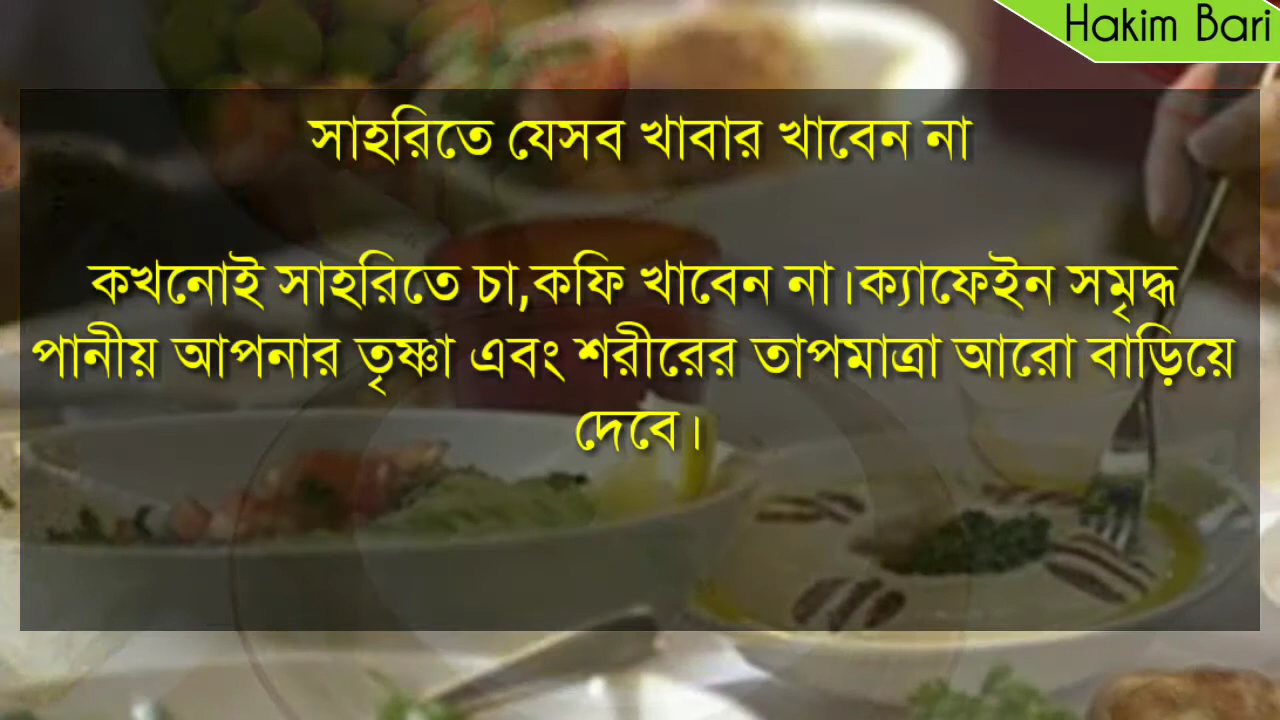 Hakim Bari
সাহরিতে যেসব খাবার খাবেন না
কখনোই সাহরিতে চা,কফি খাবেন না।ক্যাফেইন সমৃদ্ধ
পানীয় আপনার তৃষ্ণা এবং শরীরের তাপমাত্রা আরো বাড়িয়ে
দেবে।